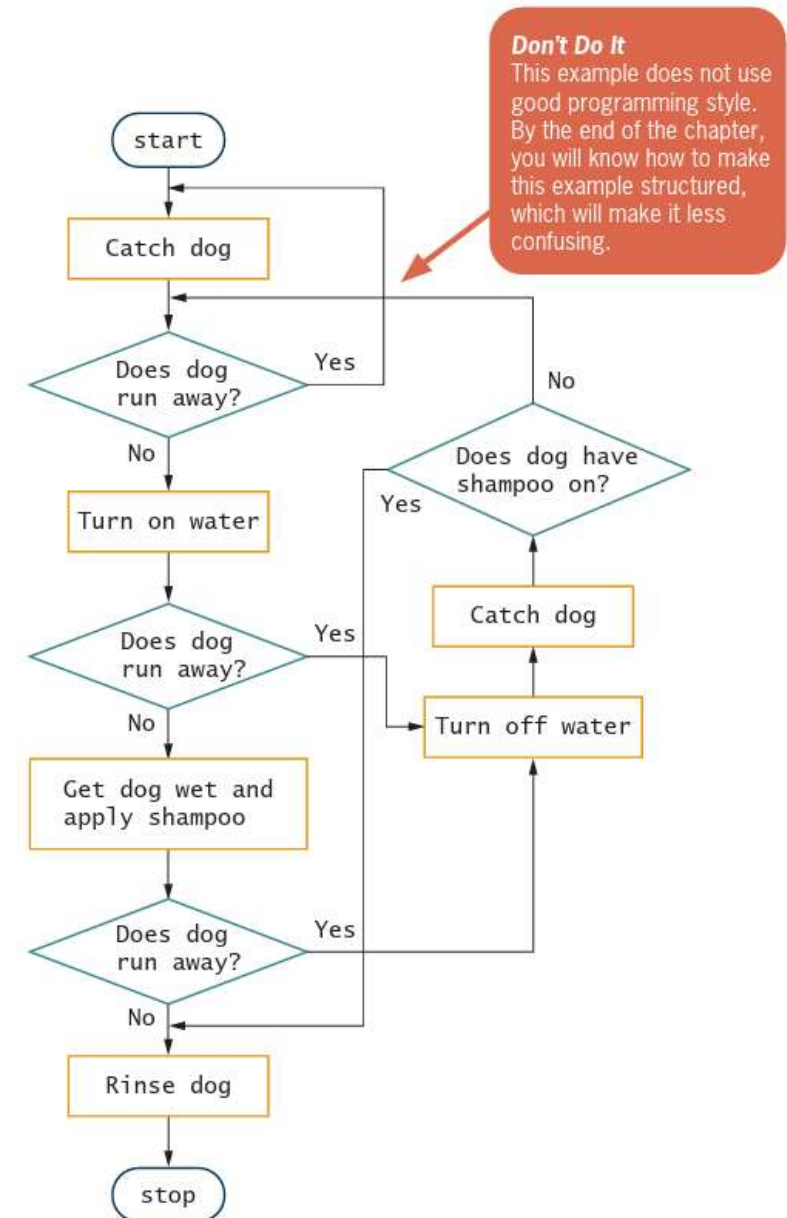 Don't Do It
This example does not use
good programming style.
By the end of the chapter,
you will know how to make
this example structured,
which will make it less
confusing.
start
Catch dog
Does dog
run away?
Yes
No
No
Does dog have
shampoo on?
Yes
Turn on water
Catch dog
Does dog
run away?
Yes
No
Turn off water
Get dog wet and
apply shampoo
Does dog
run away?
Yes
No
Rinse dog
stop